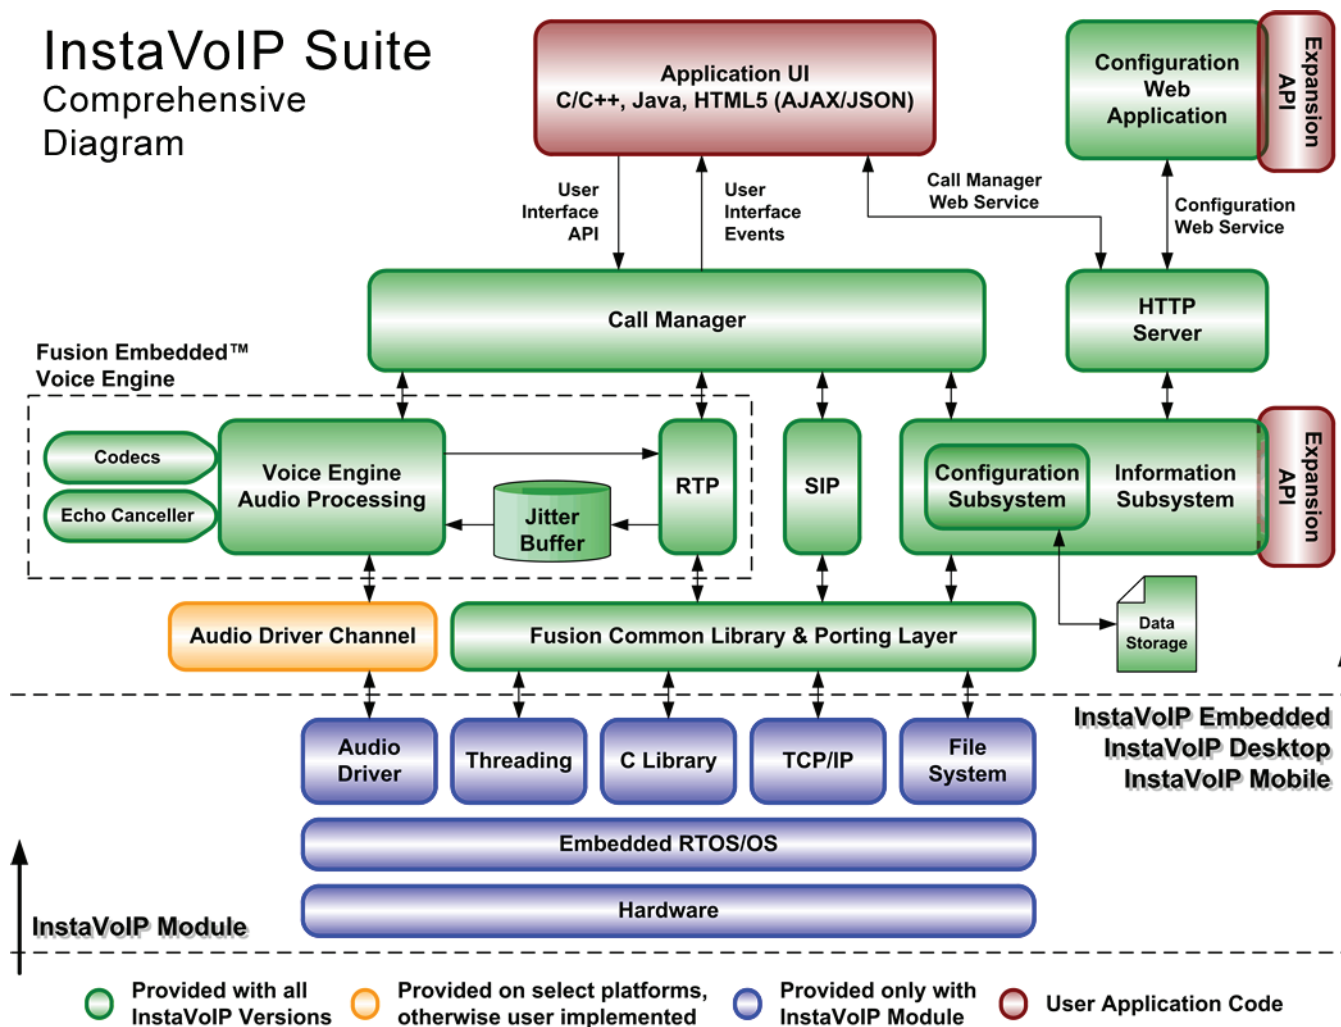 InstaVoIP Suite
Comprehensive
Diagram
Application UI
C/C++, Java, HTML5 (AJAX/JSON)
Configuration
Web
Application
Expansion
API
User
Interface
API
User
Interface
Events
Call Manager
Web Service
Configuration
Web Service
Call Manager
HTTP
Server
Fusion Embedded™
Voice Engine
Codecs
Echo Canceller
Voice Engine
Audio Processing
Jitter
Buffer
RTP
SIP
Configuration
Subsystem
Information
Subsystem
Expansion
API
Audio Driver Channel
Fusion Common Library & Porting Layer
Data
Storage
InstaVoIP Embedded
InstaVoIP Desktop
InstaVoIP Mobile
Audio
Driver
Threading
C Library
TCP/IP
File
System
Embedded RTOS/OS
Hardware
InstaVoIP Module
Provided with all
InstaVoIP Versions
Provided on select platforms,
otherwise user implemented
Provided only with
InstaVoIP Module
User Application Code